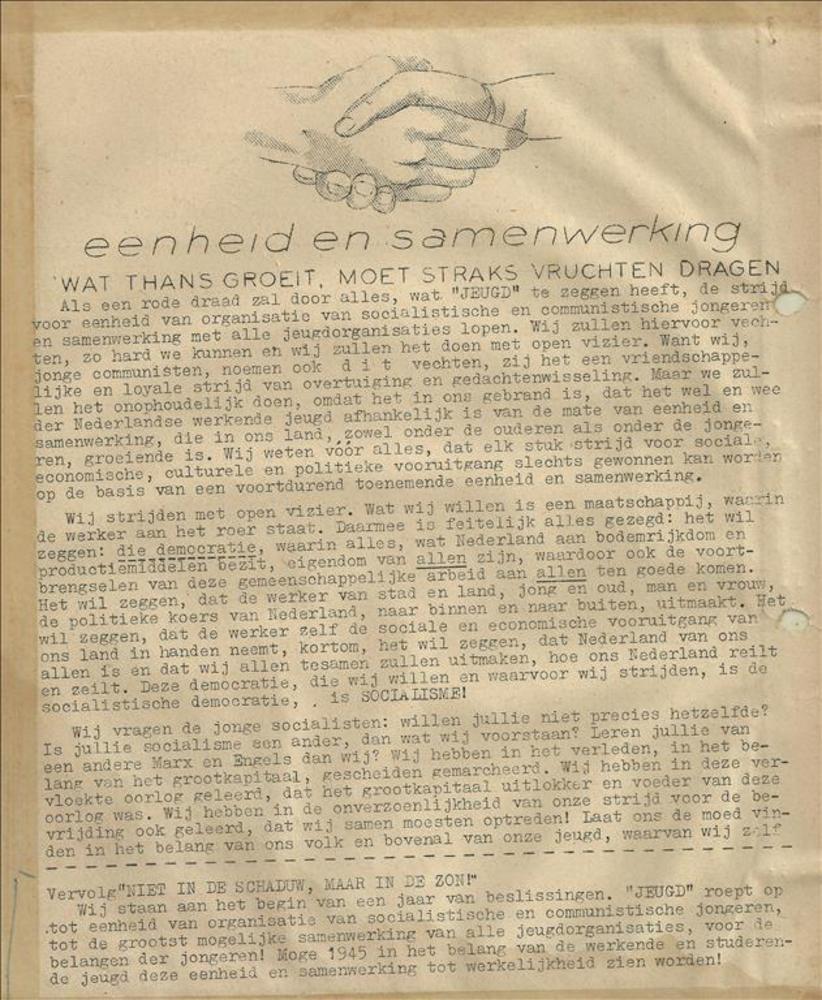 eenheid en samenwerking
WAT THANS GROEIT, MOET STRAKS VRUCHTEN DRAGEN
Als een rode draad zal door alles, wat "JEUGD" te zeggen heeft, de strijd
voor eenheid van organisatie van socialistische en communistische jongeren
en samenwerking met alle jeugdorganisaties lopen. Wij zullen hiervoor vech-
ten, zo hard we kunnen en wij zullen het doen met open vizier. Want wij,
jonge communisten, noemen ook d i t vechten, zij het een vriendschappe-
lijke en loyale strijd van overtuiging en gedachtenwisseling. Maar we zul-
len het onophoudelijk doen, omdat het in ons gebrand is, dat het wel en wee
der Nederlandse werkende jeugd afhankelijk is van de mate van eenheid en
samenwerking, die in ons land, zowel onder de ouderen als onder de jonge-
ren, groeiende is. Wij weten vóór alles, dat elk stuk strijd voor sociale,
economische, culturele en politieke vooruitgang slechts gewonnen kan worden
op de basis van een voortdurend toenemende eenheid en samenwerking.
Wij strijden met open vizier. Wat wij willen is een maatschappij, waarin
de werker aan het roer staat. Daarmee is feitelijk alles gezegd: het wil
zeggen: die democratie, waarin alles, wat Nederland aan bodemrijkdom en
productiemiddelen bezit, eigendom van allen zijn, waardoor ook de voort-
brengselen van deze gemeenschappelijke arbeid aan allen ten goede komen.
Het wil zeggen, dat de werker van stad en land, jong en oud, man en vrouw,
de politieke koers van Nederland, naar binnen en naar buiten, uitmaakt. Het
wil zeggen, dat de werker zelf de sociale en economische vooruitgang van
ons land in handen neemt, kortom, het wil zeggen, dat Nederland van ons
allen is en dat wij allen tesamen zullen uitmaken, hoe ons Nederland reilt
en zeilt. Deze democratie, die wij willen en waarvoor wij strijden, is de
socialistische democratie, . is SOCIALISME!
Wij vragen de jonge socialisten: willen jullie niet precies hetzelfde?
Is jullie socialisme een ander, dan wat wij voorstaan? Leren jullie van
een andere Marx en Engels dan wij? Wij hebben in het verleden, in het be-
lang van het grootkapitaal, gescheiden gemarcheerd. Wij hebben in deze ver-
vloekte oorlog geleerd, dat het grootkapitaal uitlokker en voeder van deze
oorlog was. Wij hebben in de onverzoenlijkheid van onze strijd voor de be-
vrijding ook geleerd, dat wij samen moesten optreden! Laat ons de moed vin-
den in het belang van ons volk en bovenal van onze jeugd, waarvan wij zelf
Vervolg "NIET IN DE SCHADUW, MAAR IN DE ZON!"
Wij staan aan het begin van een jaar van beslissingen. "JEUGD" roept op
.tot eenheid van organisatie van socialistische en communistische jongeren,
tot de grootst mogelijke samenwerking van alle jeugdorganisaties, voor de
belangen der jongeren! Moge 1945 in het belang van de werkende en studeren-
de jeugd deze eenheid en samenwerking tot werkelijkheid zien worden!